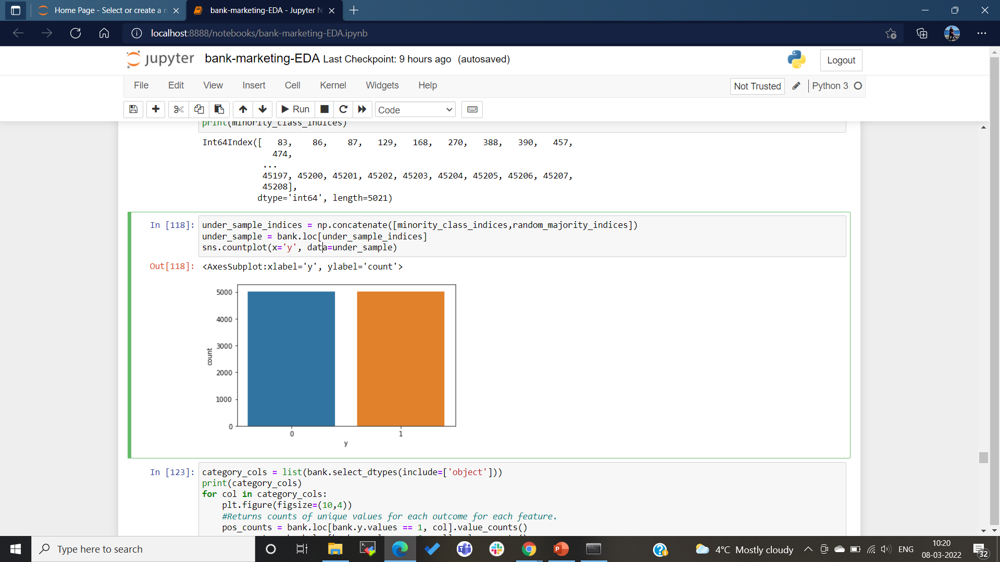 Home Page - Select or create a n
bank-marketing-EDA - Jupyter N
localhost:8888/notebooks/bank-marketing-EDA.ipynb
jupyter bank-marketing-EDA Last Checkpoint: 9 hours ago (autosaved)
Logout
File Edit View Insert Cell Kernel Widgets Help
Not Trusted
Python 3
Run
Code
print(minority_class_indices)
Int64Index([   83,    86,    87,   129,   168,   270,   388,   390,   457,
474,
...
45197, 45200, 45201, 45202, 45203, 45204, 45205, 45206, 45207,
45208],
dtype='int64', length=5021)
In [118]: under_sample_indices = np.concatenate([minority_class_indices,random_majority_indices])
under_sample = bank.loc[under_sample_indices]
sns.countplot(x='y', data=under_sample)
Out[118]: <AxesSubplot:xlabel='y', ylabel='count'>
5000
4000
3000
2000
1000
0
count
0 1
y
In [123]: category_cols = list(bank.select_dtypes(include=['object']))
print(category_cols)
for col in category_cols:
    plt.figure(figsize=(10,4))
    #Returns counts of unique values for each outcome for each feature.
    pos_counts = bank.loc[bank.y.values == 1, col].value_counts()
Type here to search
4°C Mostly cloudy
ENG
10:20
08-03-2022
32